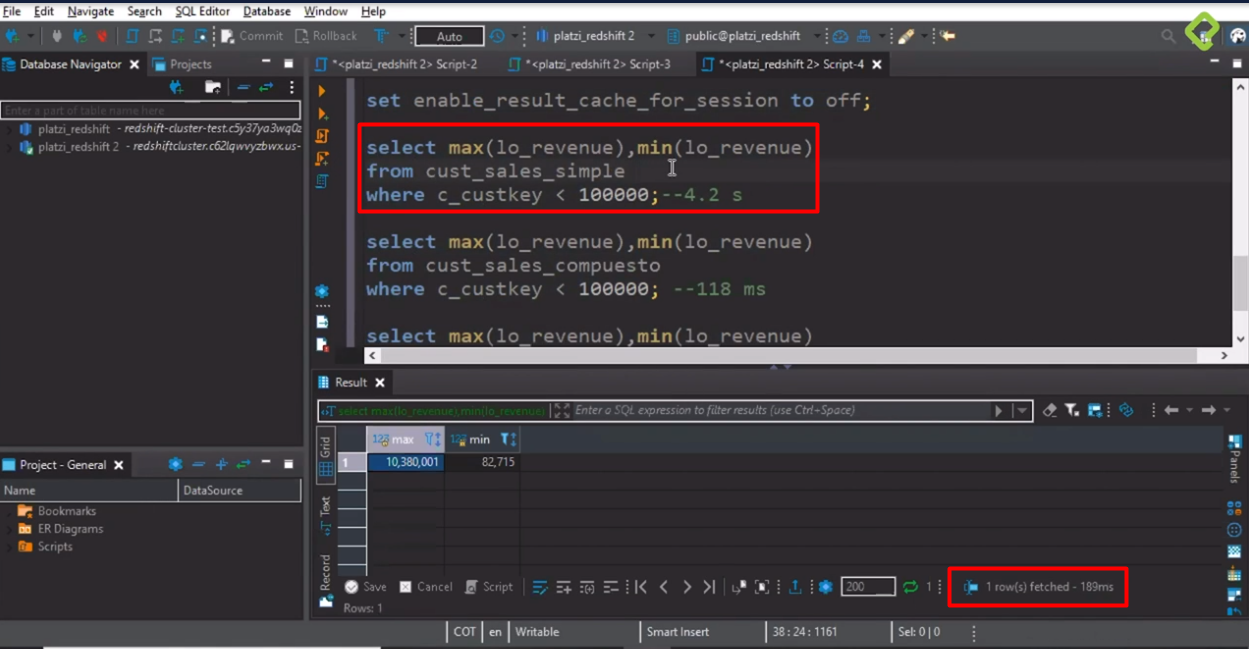 File Edit Navigate Search SQL Editor Database Window Help
Commit Rollback Auto platzi_redshift 2 public@platzi_redshift
Database Navigator Projects *<platzi_redshift 2> Script-2 *<platzi_redshift 2> Script-3 *<platzi_redshift 2> Script-4
Enter a part of table name here
platzi_redshift - redshift-cluster-test.c5y37ya3wq0z
platzi_redshift 2 - redshiftcluster.c62lqwvyzbwx.us-
set enable_result_cache_for_session to off;
select max(lo_revenue),min(lo_revenue)
from cust_sales_simple
where c_custkey < 100000;--4.2 s
select max(lo_revenue),min(lo_revenue)
from cust_sales_compuesto
where c_custkey < 100000; --118 ms
select max(lo_revenue),min(lo_revenue)
Result
select max(lo_revenue),min(lo_revenue) Enter a SQL expression to filter results (use Ctrl+Space)
Grid
Text
Record
123 max 123 min
1 10,380,001 82,715
Panels
Project - General
Name DataSource
Bookmarks
ER Diagrams
Scripts
Save Cancel Script 200 1 1 row(s) fetched - 189ms
Rows: 1
COT en Writable Smart Insert 38 : 24 : 1161 Sel: 0 | 0